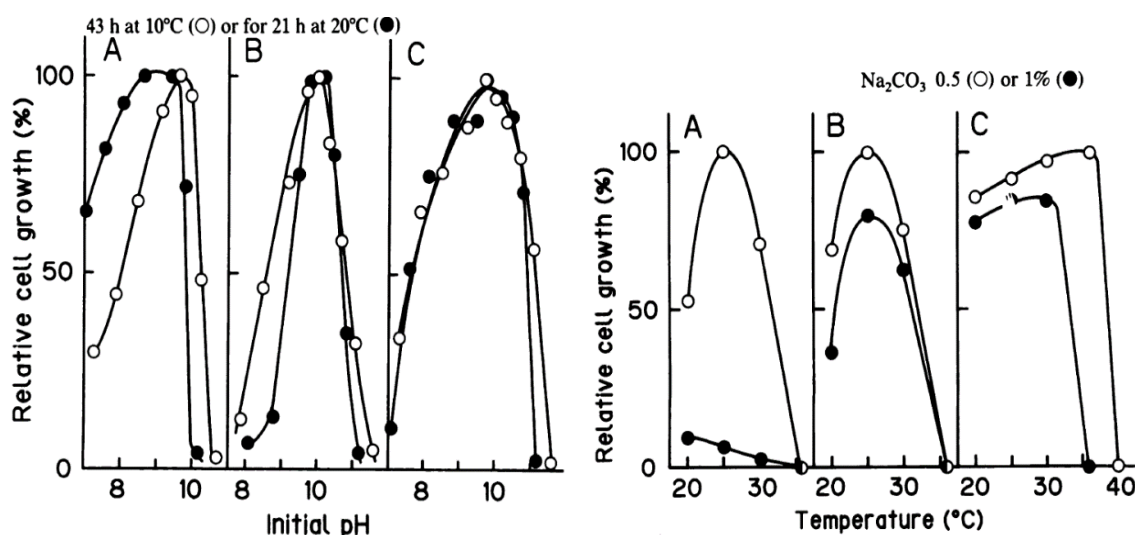 43 h at 10°C (○) or for 21 h at 20°C (●)
A B C
Relative cell growth (%)
100
50
0
8 10 8 10 8 10
Initial pH
Na₂CO₃ 0.5 (○) or 1% (●)
A B C
Relative cell growth (%)
100
50
0
20 30 20 30 20 30 40
Temperature (°C)